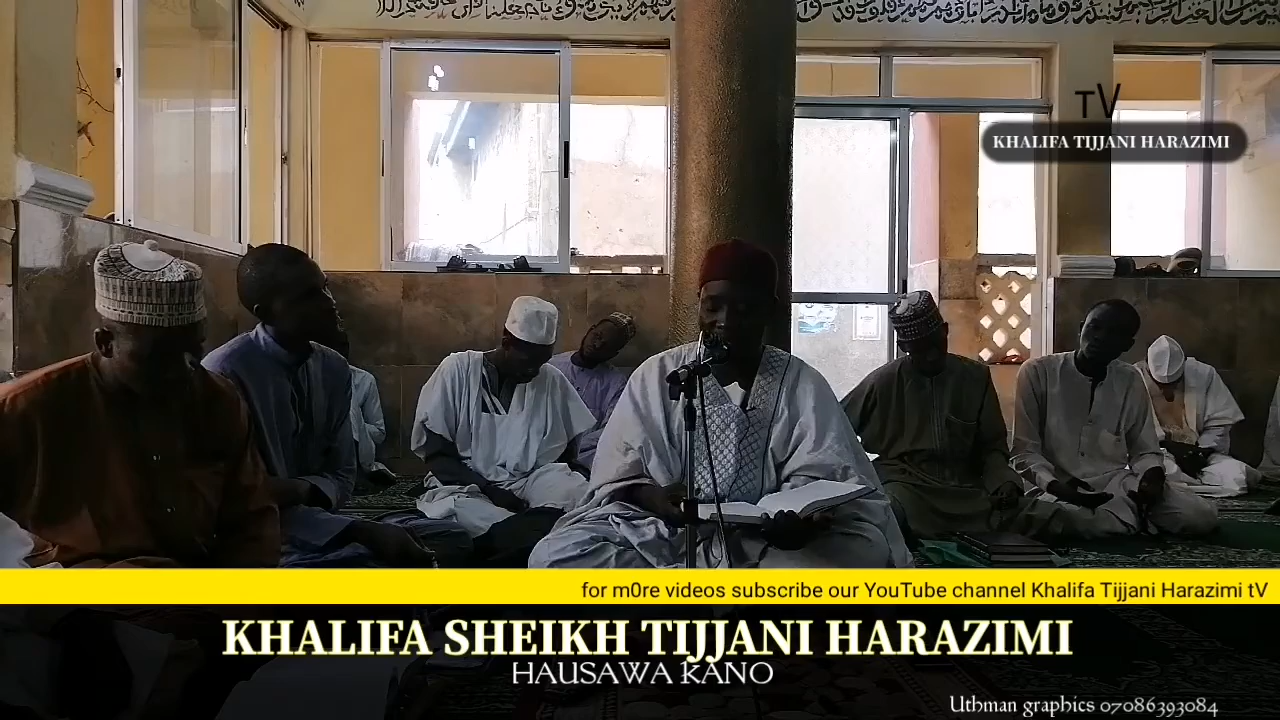 TV
KHALIFA TIJJANI HARAZIMI
for m0re videos subscribe our YouTube channel Khalifa Tijjani Harazimi tV
KHALIFA SHEIKH TIJJANI HARAZIMI
HAUSAWA KANO
Uthman graphics 07086393084